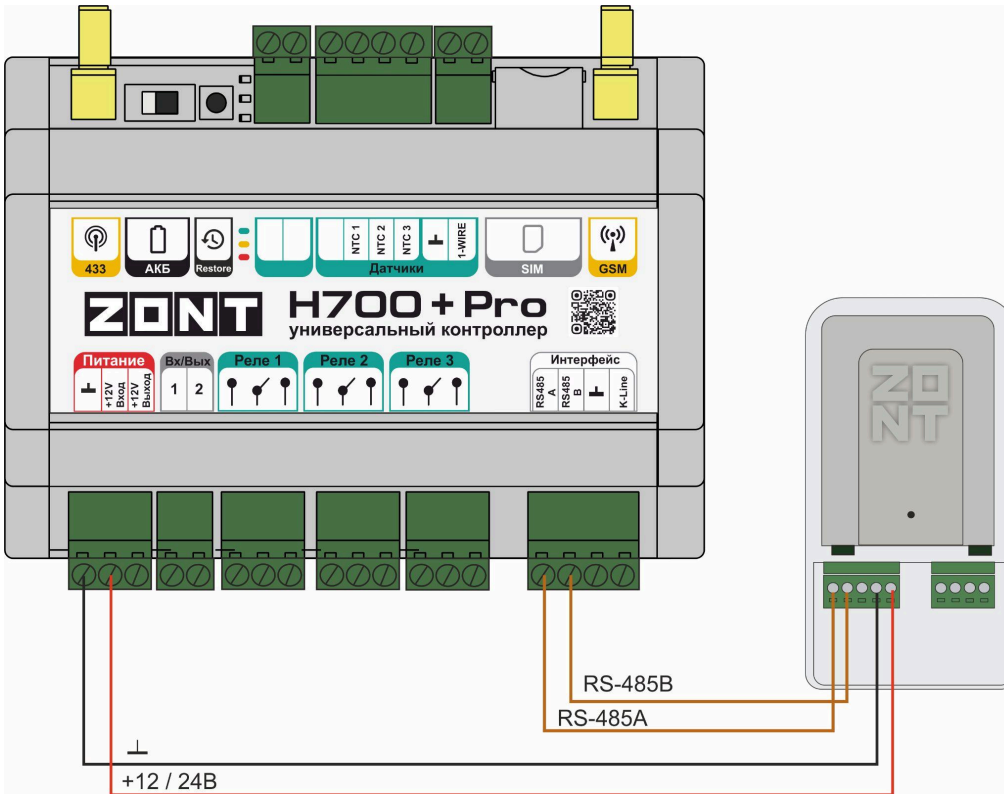 NTC 1
NTC 2
NTC 3
1-WIRE
433
АКБ
Restore
Датчики
SIM
GSM
ZONT
H700+Pro
универсальный контроллер
Питание
Вх/Вых
Реле 1
Реле 2
Реле 3
Интерфейс
+12V
Вход
+12V
Выход
1
2
RS485
A
RS485
B
K-Line
ZONT
RS-485B
RS-485A
+12 / 24В